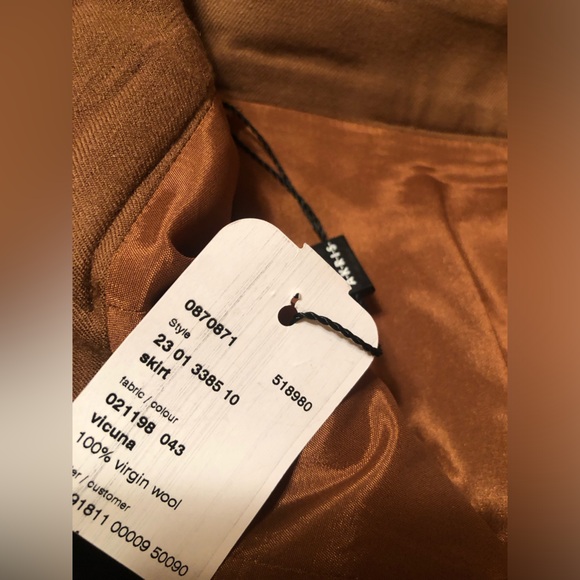 AKRIS
0870871
518980
Style
23 01 3385 10
skirt
fabric / colour
021198 043
vicuna
100% virgin wool
/ customer
91811 00009 50090